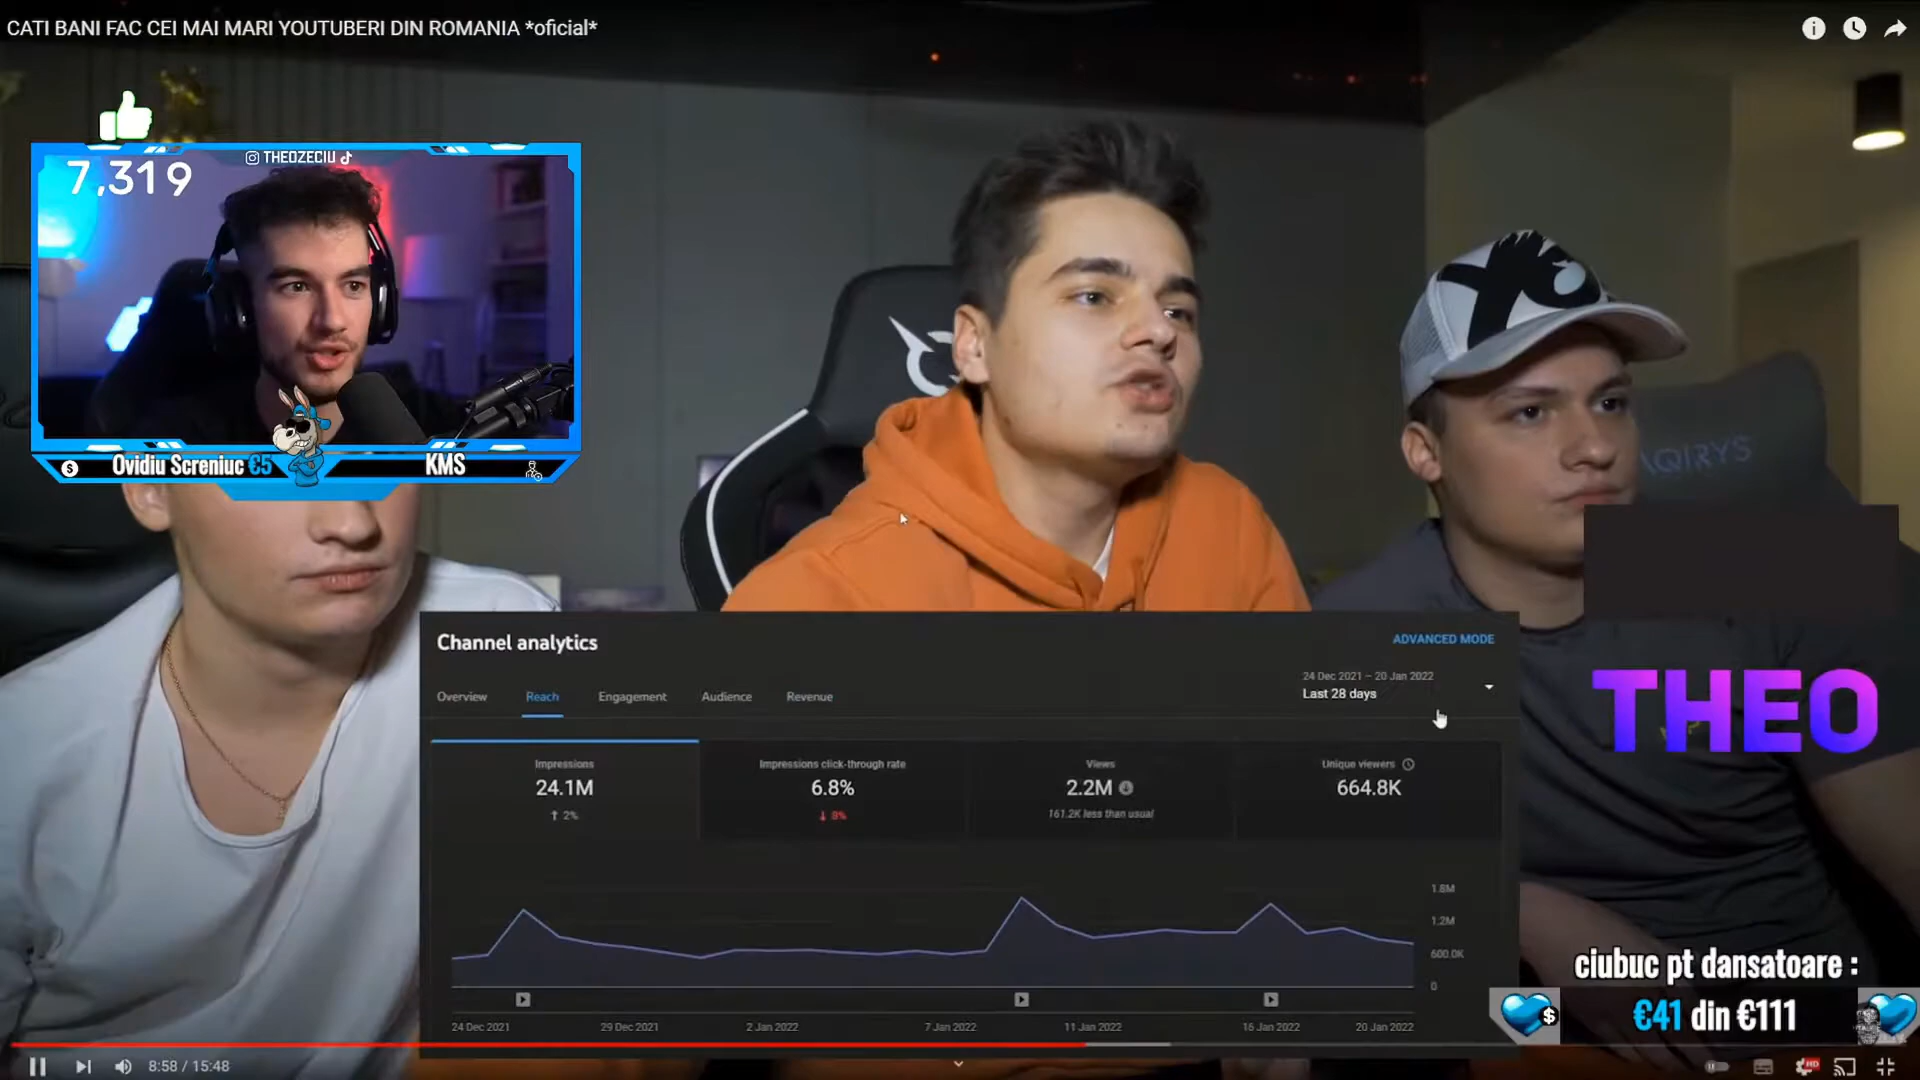 CATI BANI FAC CEI MAI MARI YOUTUBERI DIN ROMANIA *oficial*
THEOZECIU
7,319
Ovidiu Screniuc €5
KMS
AQIRYS
THEO
Channel analytics
ADVANCED MODE
24 Dec 2021 – 20 Jan 2022
Last 28 days
Overview
Reach
Engagement
Audience
Revenue
Impressions
24.1M
2%
Impressions click-through rate
6.8%
8%
Views
2.2M
161.2K less than usual
Unique viewers
664.8K
1.8M
1.2M
600.0K
0
24 Dec 2021
29 Dec 2021
2 Jan 2022
7 Jan 2022
11 Jan 2022
16 Jan 2022
20 Jan 2022
ciubuc pt dansatoare :
€41 din €111
8:58 / 15:48
HD